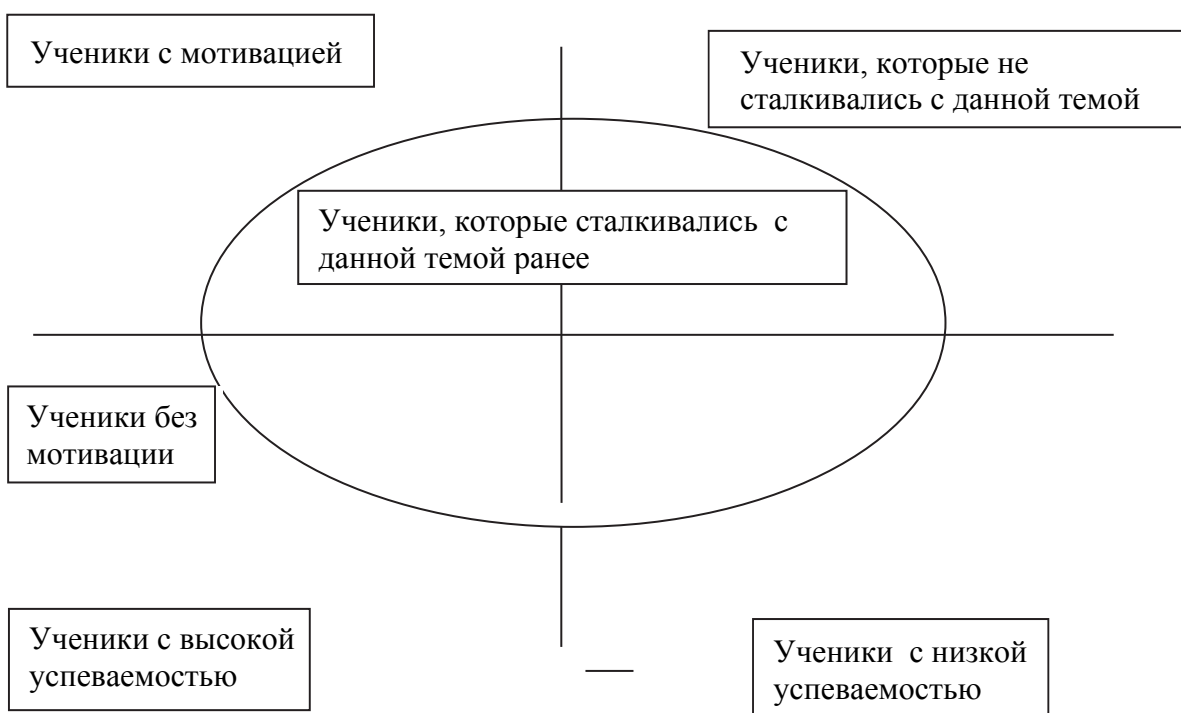 Ученики с мотивацией
Ученики, которые не
сталкивались с данной темой
Ученики, которые сталкивались с
данной темой ранее
Ученики без
мотивации
Ученики с высокой
успеваемостью
Ученики с низкой
успеваемостью